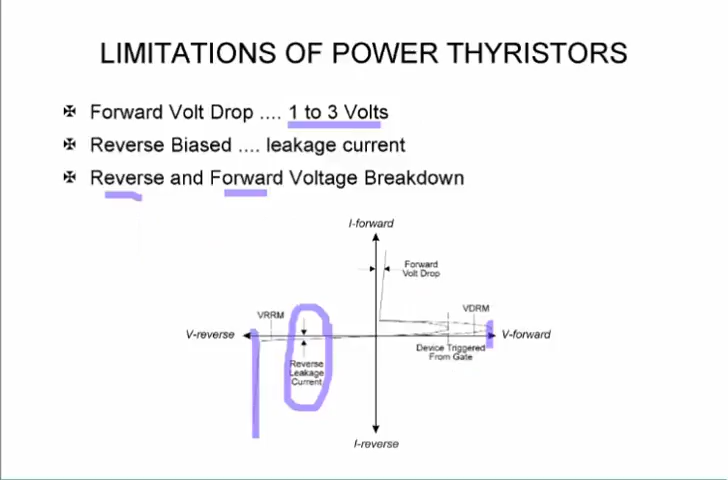 LIMITATIONS OF POWER THYRISTORS
Forward Volt Drop .... 1 to 3 Volts
Reverse Biased .... leakage current
Reverse and Forward Voltage Breakdown
I-forward
Forward
Volt Drop
VRRM
VDRM
V-reverse
V-forward
Device Triggered
From Gate
Reverse
Leakage
Current
I-reverse